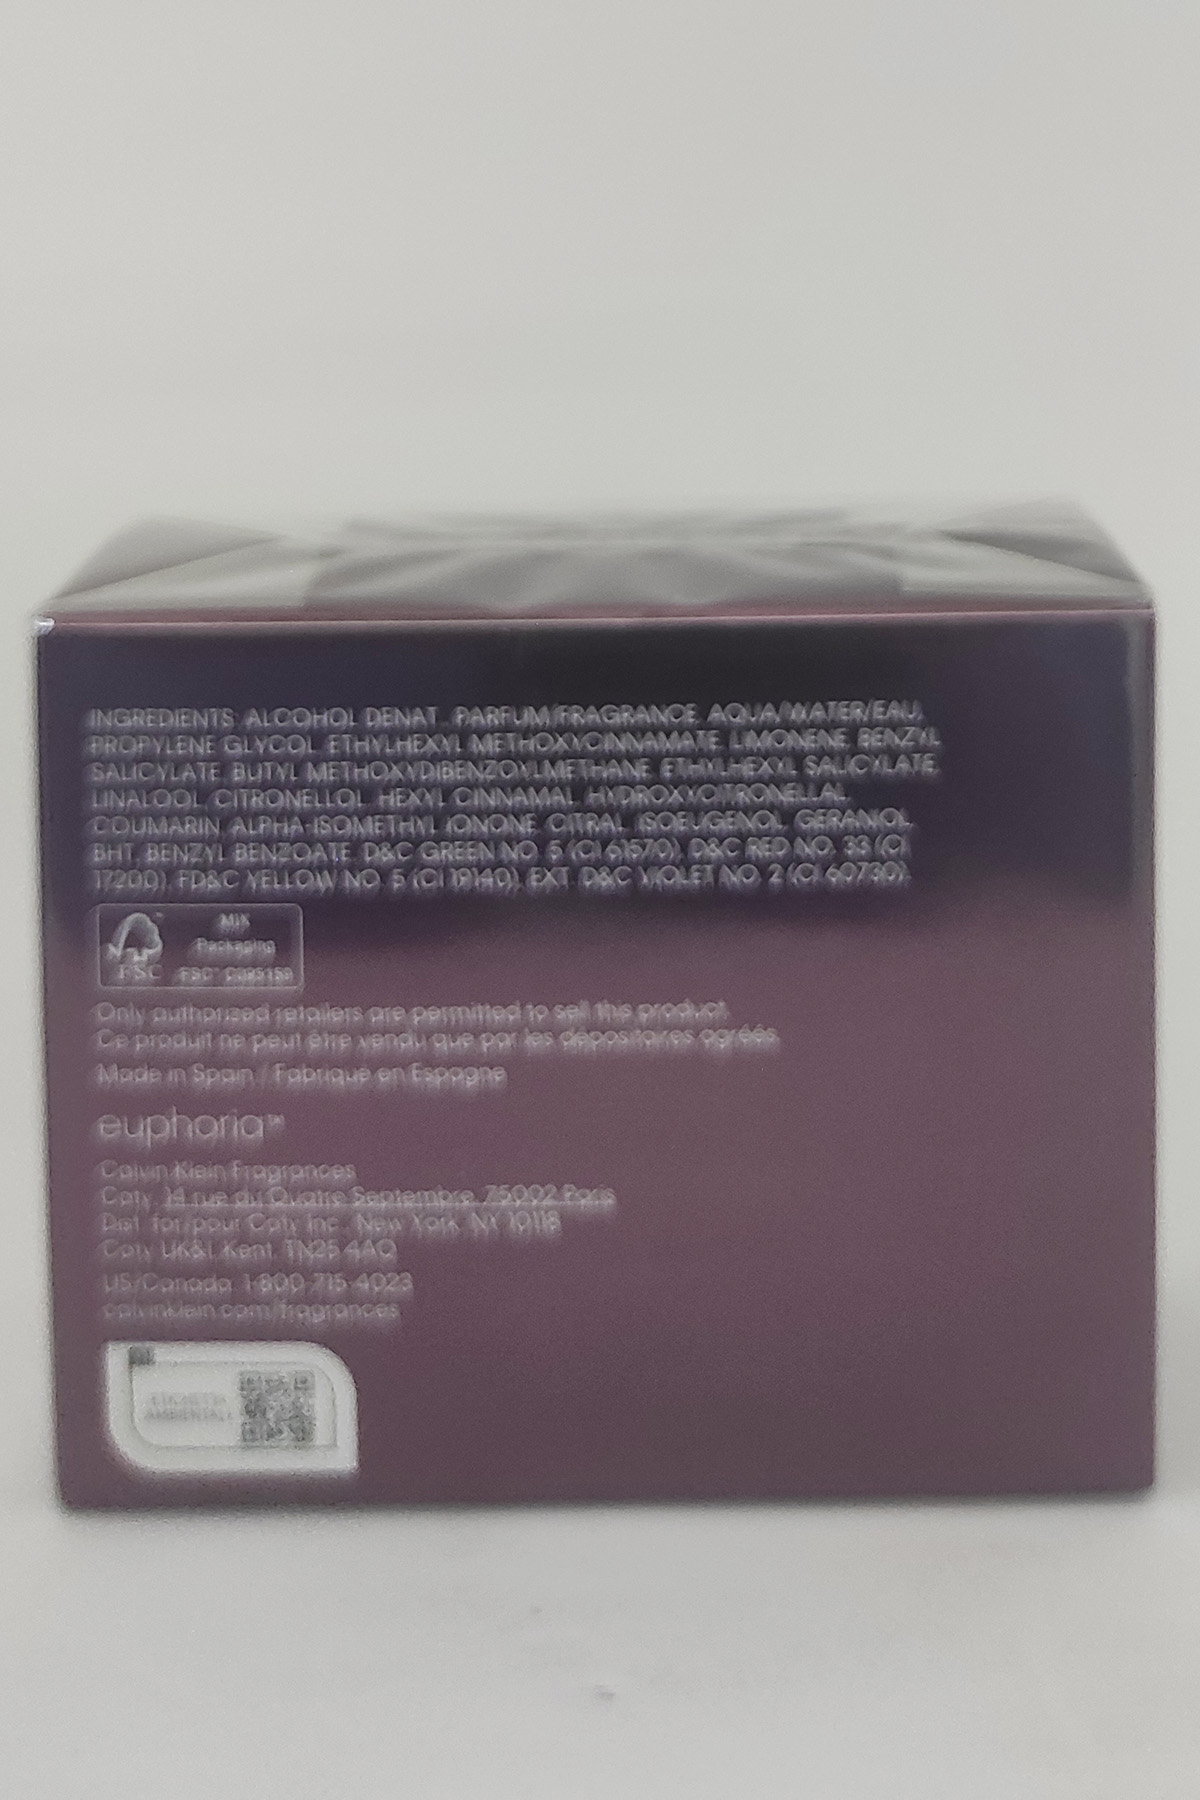 INGREDIENTS: ALCOHOL DENAT., PARFUM/FRAGRANCE, AQUA/WATER/EAU,
PROPYLENE GLYCOL, ETHYLHEXYL METHOXYCINNAMATE, LIMONENE, BENZYL
SALICYLATE, BUTYL METHOXYDIBENZOYLMETHANE, ETHYLHEXYL SALICYLATE,
LINALOOL, CITRONELLOL, HEXYL CINNAMAL, HYDROXYCITRONELLAL,
COUMARIN, ALPHA-ISOMETHYL IONONE, CITRAL, ISOEUGENOL, GERANIOL,
BHT, BENZYL BENZOATE, D&C GREEN NO. 5 (CI 61570), D&C RED NO. 33 (CI
17200), FD&C YELLOW NO. 5 (CI 19140), EXT. D&C VIOLET NO. 2 (CI 60730).
MIX
Packaging
FSC
FSC™ C095159
Only authorized retailers are permitted to sell this product.
Ce produit ne peut être vendu que par les dépositaires agréés.
Made in Spain / Fabriqué en Espagne
euphoria™
Calvin Klein Fragrances
Coty, 14 rue du Quatre Septembre, 75002 Paris
Dist. for/pour Coty Inc., New York, NY 10118
Coty UK&I, Kent, TN25 4AQ
US/Canada 1-800-715-4023
calvinklein.com/fragrances
ETICHETTA
AMBIENTALE